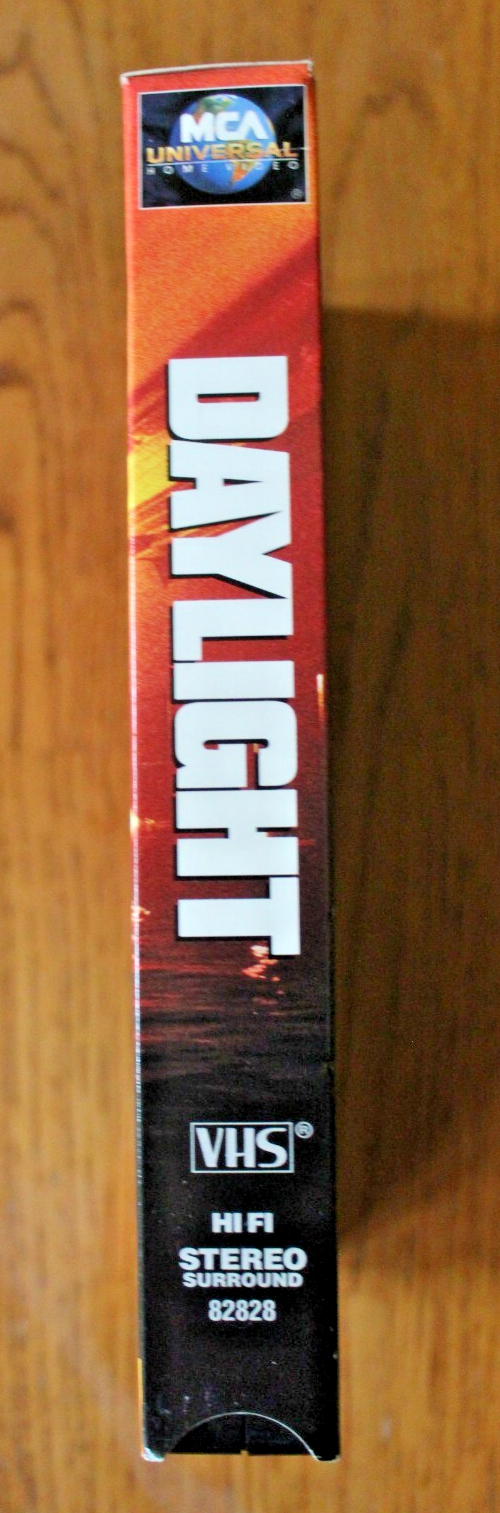 MCA
UNIVERSAL
HOME VIDEO
®
DAYLIGHT
VHS®
HI FI
STEREO
SURROUND
82828